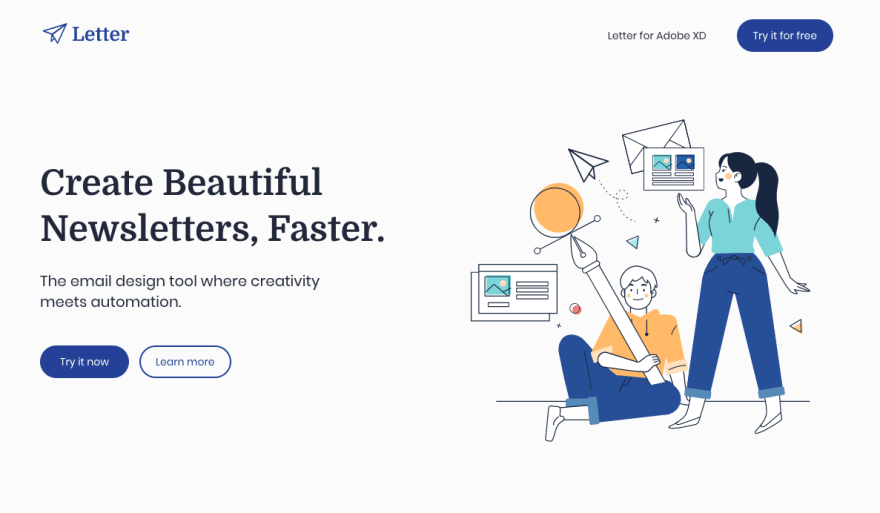 Letter
Letter for Adobe XD
Try it for free
Create Beautiful
Newsletters, Faster.
The email design tool where creativity
meets automation.
Try it now
Learn more